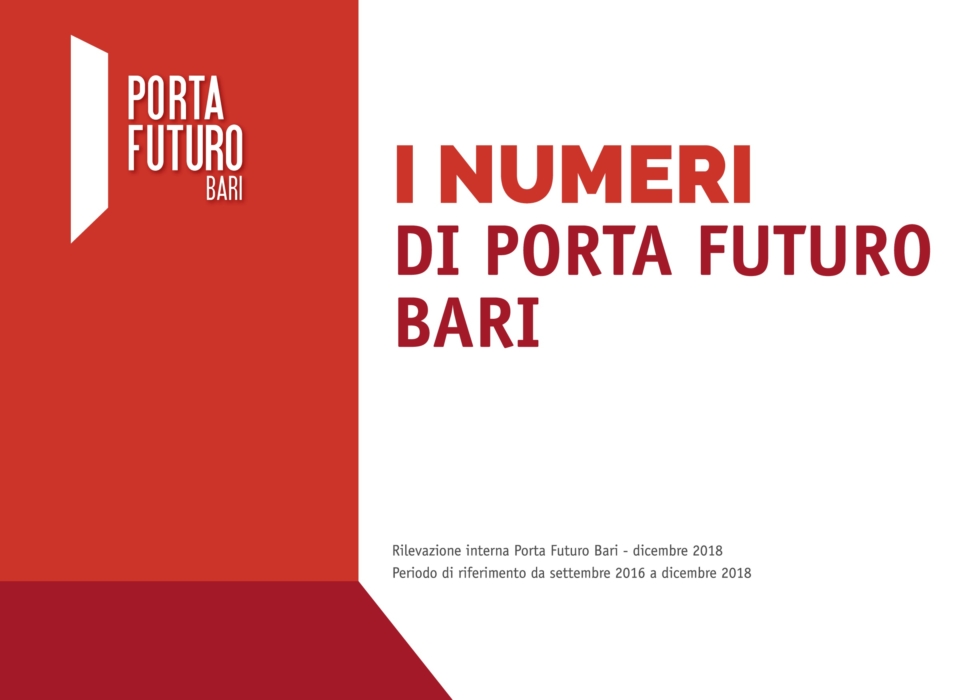 PORTA
FUTURO
BARI
I NUMERI
DI PORTA FUTURO
BARI
Rilevazione interna Porta Futuro Bari - dicembre 2018
Periodo di riferimento da settembre 2016 a dicembre 2018